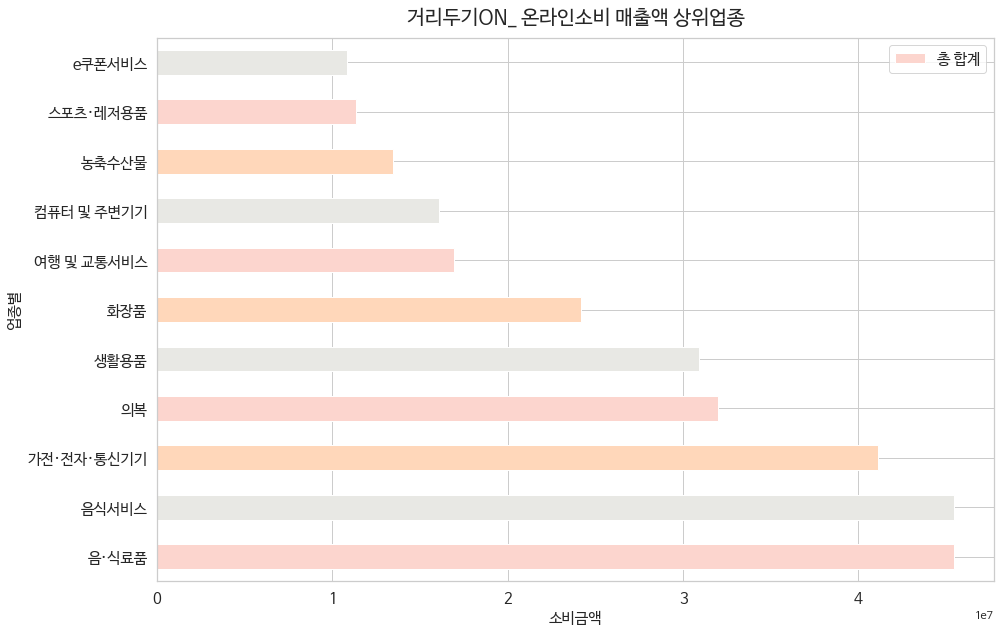 거리두기ON_ 온라인소비 매출액 상위업종
총 합계
e쿠폰서비스
스포츠·레저용품
농축수산물
컴퓨터 및 주변기기
여행 및 교통서비스
화장품
생활용품
의복
가전·전자·통신기기
음식서비스
음·식료품
업종별
0 1 2 3 4
1e7
소비금액